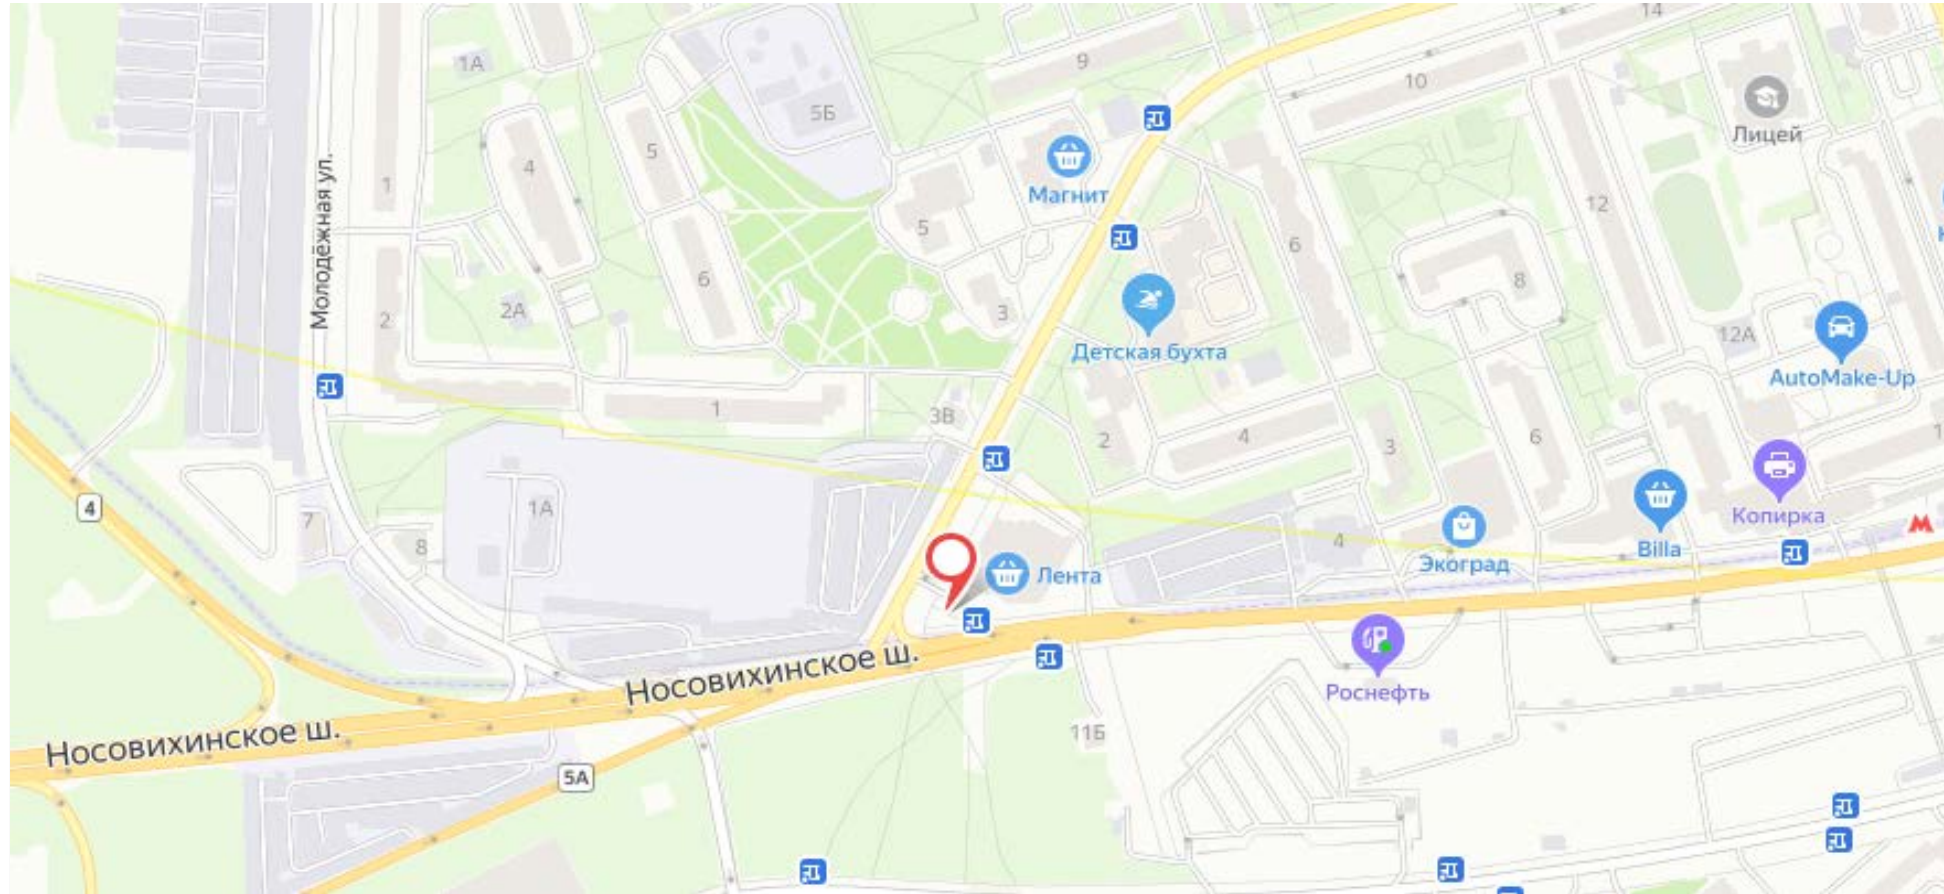 14
1А
9
10
5Б
Лицей
Магнит
4
5
1
Молодёжная ул.
5
12
6
8
6
3
2А
2
12А
Детская бухта
AutoMake-Up
1
3В
2
4
3
6
1
4
1А
7
8
Лента
4
Экоград
Billa
Копирка
М
Роснефть
Носовихинское ш.
Носовихинское ш.
11Б
5А